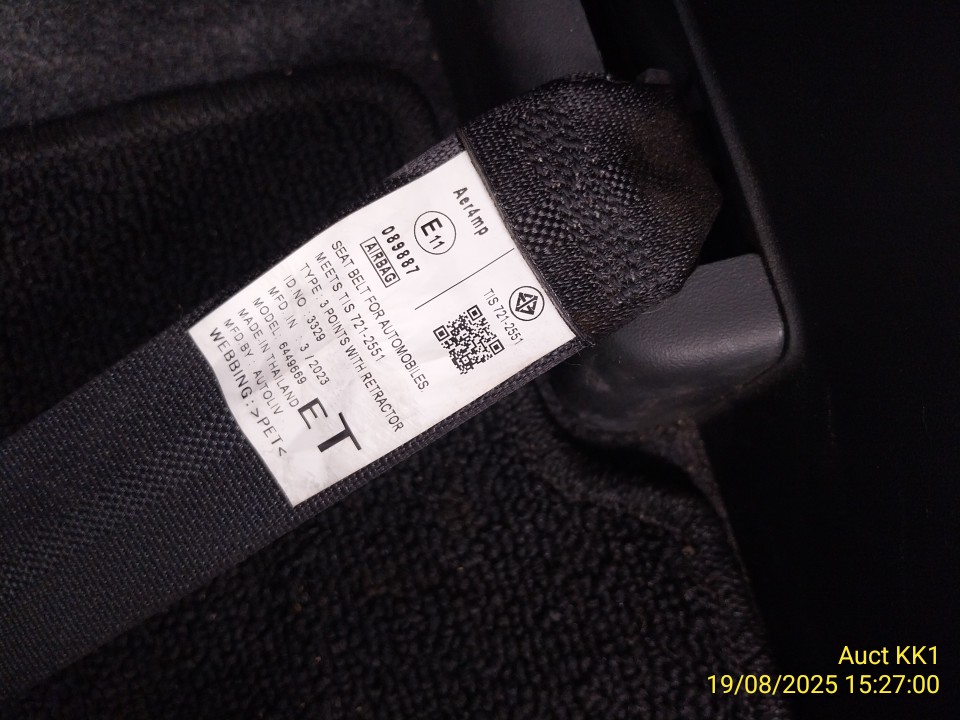 Aer4mp
E11
089887
AIRBAG
TIS 721-2551
SEAT BELT FOR AUTOMOBILES
MEETS TIS 721-2551
TYPE : 3 POINTS WITH RETRACTOR
ID NO : 3329
MFD IN : 3 / 2023
MODEL : 6449669
MADE IN THAILAND
MFD BY : AUTOLIV
WEBBING : >PET<
ET
Auct KK1
19/08/2025 15:27:00